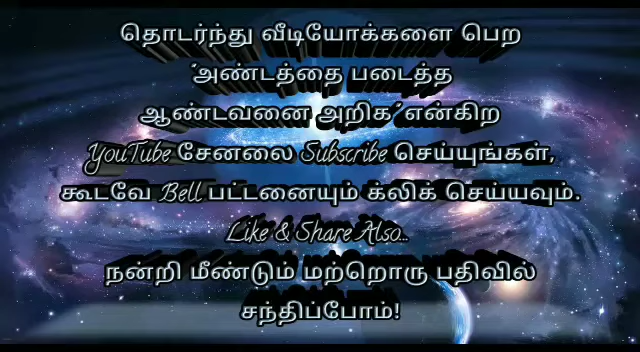 தொடர்ந்து வீடியோக்களை பெற
"அண்டத்தை படைத்த
ஆண்டவனை அறிக" என்கிற
YouTube சேனலை Subscribe செய்யுங்கள்,
கூடவே Bell பட்டனையும் க்லிக் செய்யவும்.
Like & Share Also...
நன்றி மீண்டும் மற்றொரு பதிவில்
சந்திப்போம்!